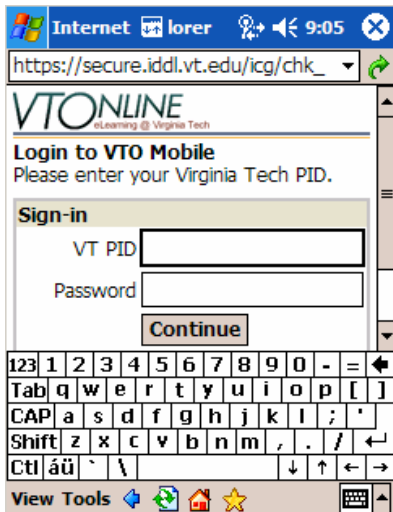 Internet lorer 9:05
https://secure.iddl.vt.edu/icg/chk_
VTONLINE
eLearning @ Virginia Tech
Login to VTO Mobile
Please enter your Virginia Tech PID.
Sign-in
VT PID
Password
Continue
123 1 2 3 4 5 6 7 8 9 0 - =
Tab q w e r t y u i o p [ ]
CAP a s d f g h j k l ; '
Shift z x c v b n m , . /
Ctl áü ` \
View Tools